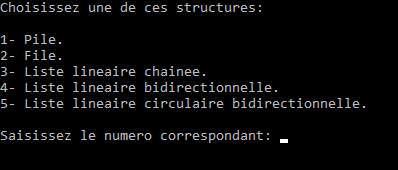 Choisissez une de ces structures:
1- Pile.
2- File.
3- Liste lineaire chainee.
4- Liste lineaire bidirectionnelle.
5- Liste lineaire circulaire bidirectionnelle.
Saisissez le numero correspondant: